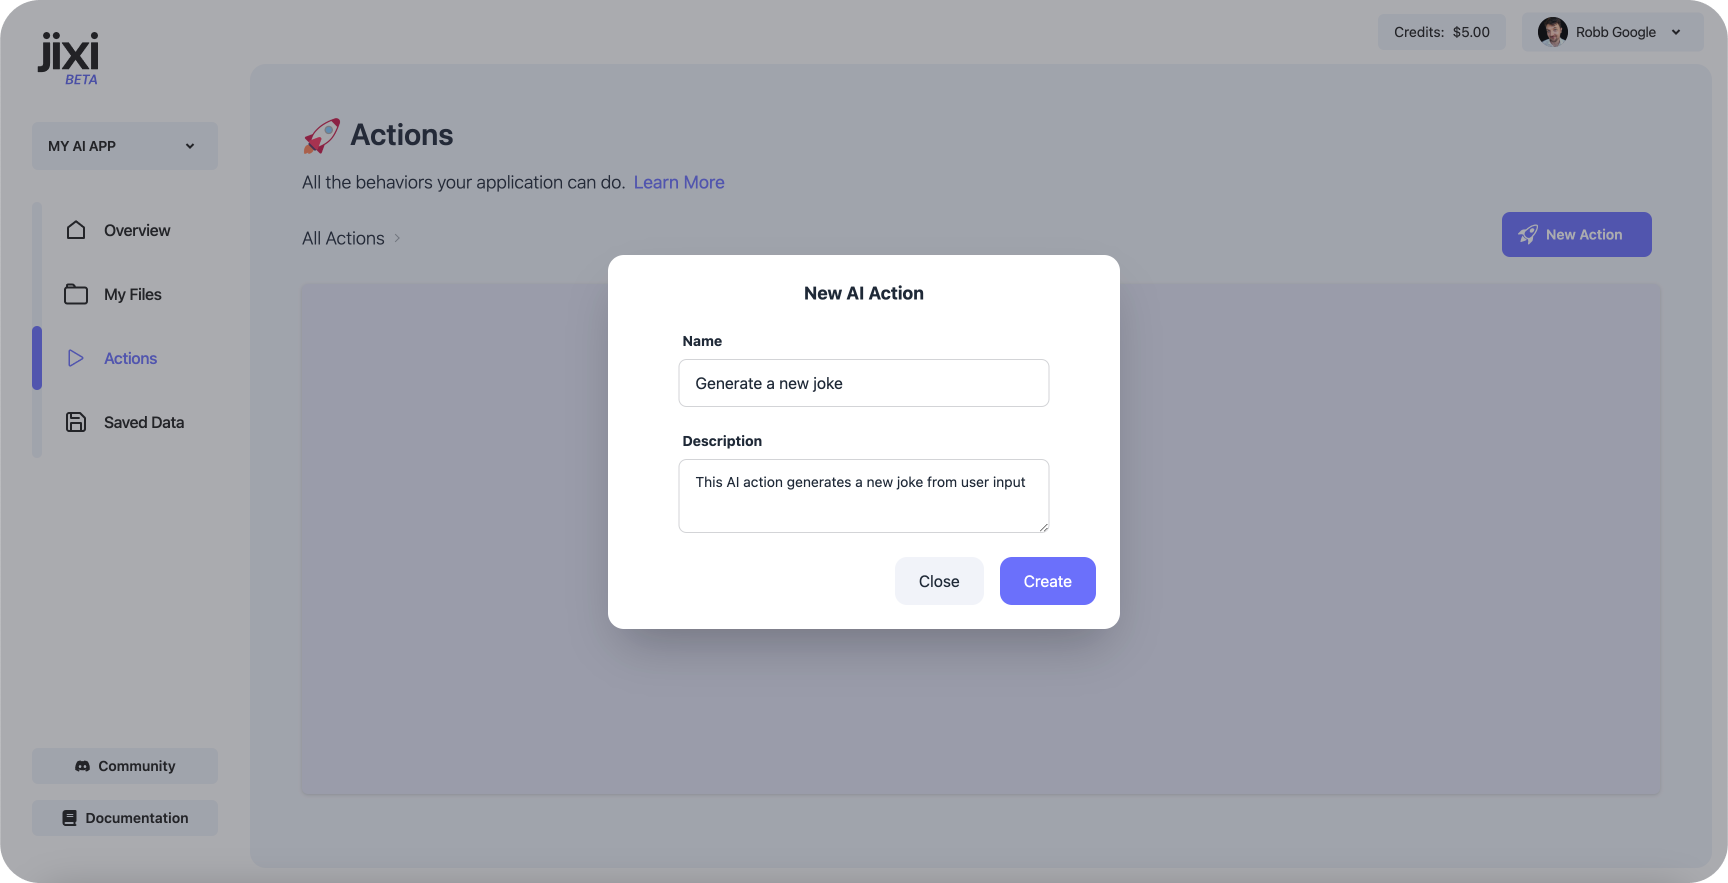 jixi
BETA
Credits: $5.00
Robb Google
MY AI APP
Overview
My Files
Actions
Saved Data
Community
Documentation
Actions
All the behaviors your application can do. Learn More
All Actions
New Action
New AI Action
Name
Generate a new joke
Description
This AI action generates a new joke from user input
Close
Create